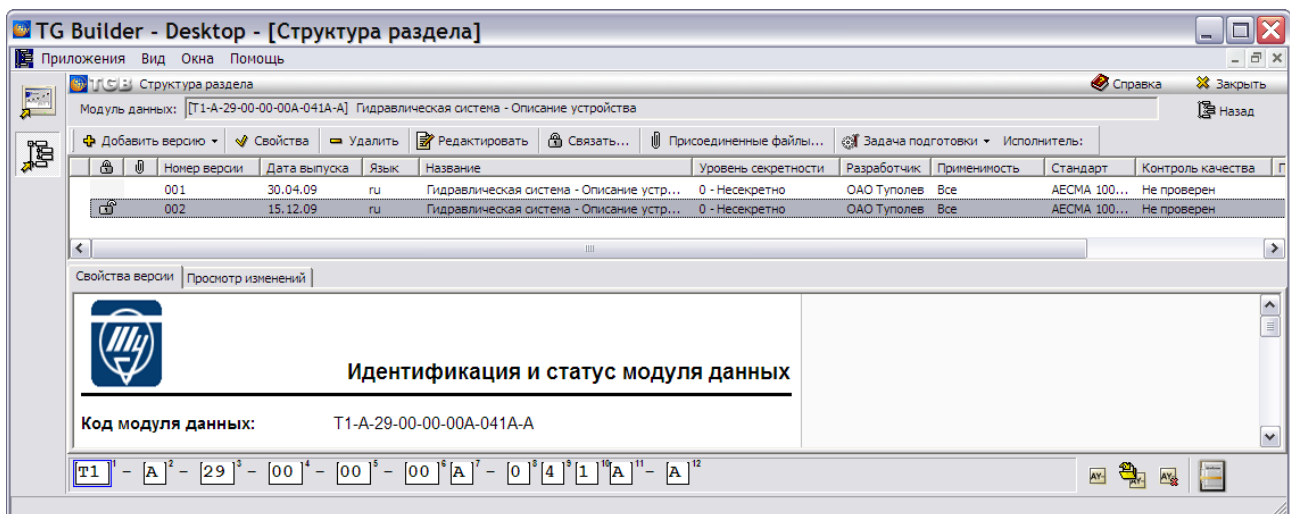 TG Builder - Desktop - [Структура раздела]
Приложения Вид Окна Помощь
TGB Структура раздела Справка Закрыть
Модуль данных: [T1-A-29-00-00-00A-041A-A] Гидравлическая система - Описание устройства Назад
Добавить версию Свойства Удалить Редактировать Связать... Присоединенные файлы... Задача подготовки Исполнитель:
Номер версии Дата выпуска Язык Название Уровень секретности Разработчик Применимость Стандарт Контроль качества П
001 30.04.09 ru Гидравлическая система - Описание устр... 0 - Несекретно ОАО Туполев Все AECMA 100... Не проверен
002 15.12.09 ru Гидравлическая система - Описание устр... 0 - Несекретно ОАО Туполев Все AECMA 100... Не проверен
Свойства версии Просмотр изменений
Ту
Идентификация и статус модуля данных
Код модуля данных: T1-A-29-00-00-00A-041A-A
[T1]1 - [A]2 - [29]3 - [00]4 - [00]5 - [00]6[A]7 - [0]8[4]9[1]10[A]11 - [A]12